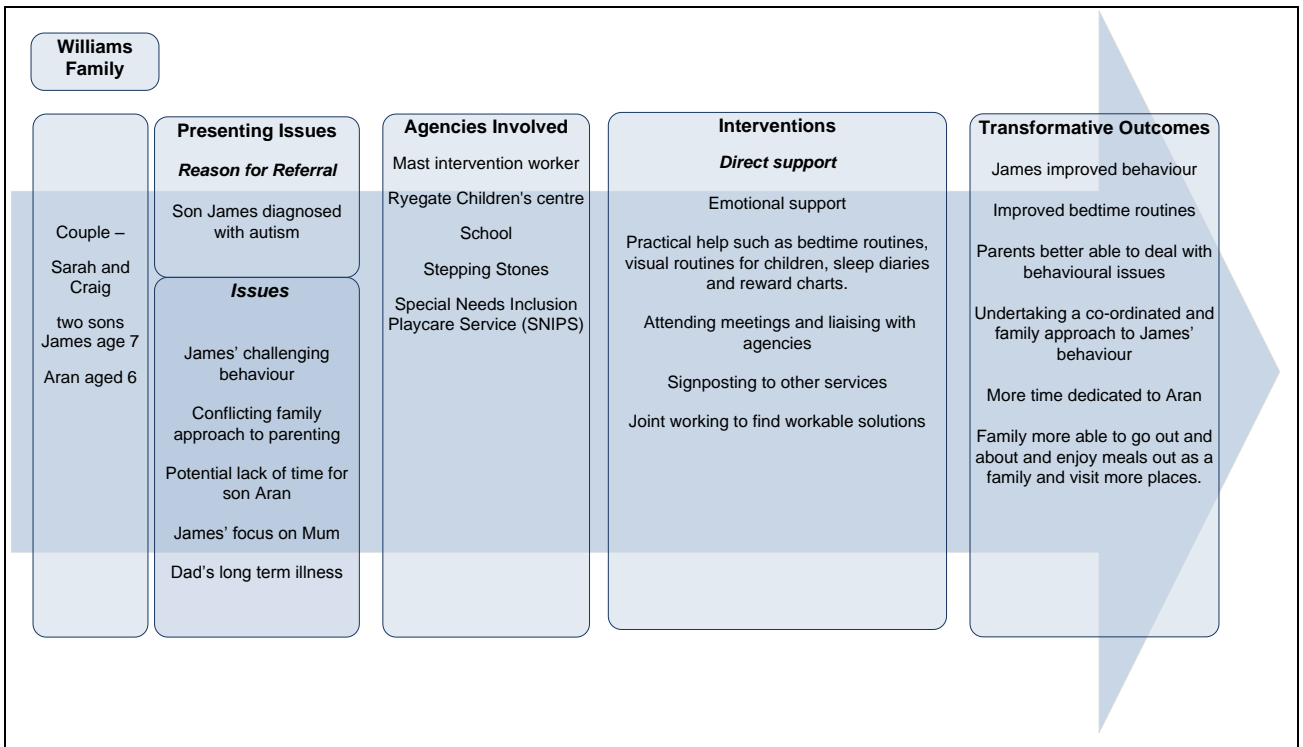 Williams
Family
Couple –
Sarah and
Craig
two sons
James age 7
Aran aged 6
Presenting Issues
Reason for Referral
Son James diagnosed
with autism
Issues
James’ challenging
behaviour
Conflicting family
approach to parenting
Potential lack of time for
son Aran
James’ focus on Mum
Dad’s long term illness
Agencies Involved
Mast intervention worker
Ryegate Children's centre
School
Stepping Stones
Special Needs Inclusion
Playcare Service (SNIPS)
Interventions
Direct support
Emotional support
Practical help such as bedtime routines,
visual routines for children, sleep diaries
and reward charts.
Attending meetings and liaising with
agencies
Signposting to other services
Joint working to find workable solutions
Transformative Outcomes
James improved behaviour
Improved bedtime routines
Parents better able to deal with
behavioural issues
Undertaking a co-ordinated and
family approach to James’
behaviour
More time dedicated to Aran
Family more able to go out and
about and enjoy meals out as a
family and visit more places.